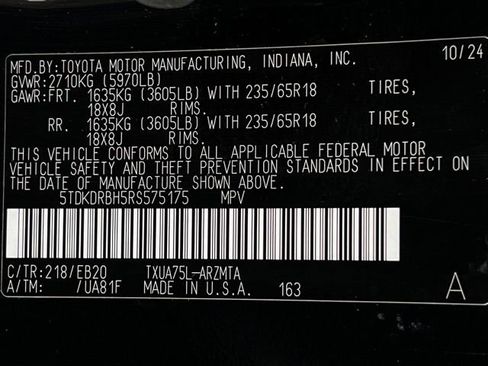 MFD.BY:TOYOTA MOTOR MANUFACTURING, INDIANA, INC. 10/24
GVWR:2710KG (5970LB)
GAWR:FRT. 1635KG (3605LB) WITH 235/65R18 TIRES,
18X8J RIMS.
RR. 1635KG (3605LB) WITH 235/65R18 TIRES,
18X8J RIMS.
THIS VEHICLE CONFORMS TO ALL APPLICABLE FEDERAL MOTOR
VEHICLE SAFETY AND THEFT PREVENTION STANDARDS IN EFFECT ON
THE DATE OF MANUFACTURE SHOWN ABOVE.
5TDKDRBH5RS575175 MPV
C/TR:218/EB20 TXUA75L-ARZMTA
A/TM: /UA81F MADE IN U.S.A. 163 A